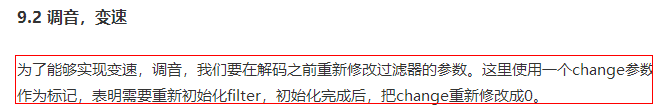 9.2 调音，变速
为了能够实现变速，调音，我们要在解码之前重新修改过滤器的参数。这里使用一个change参数
作为标记，表明需要重新初始化filter，初始化完成后，把change重新修改成0。